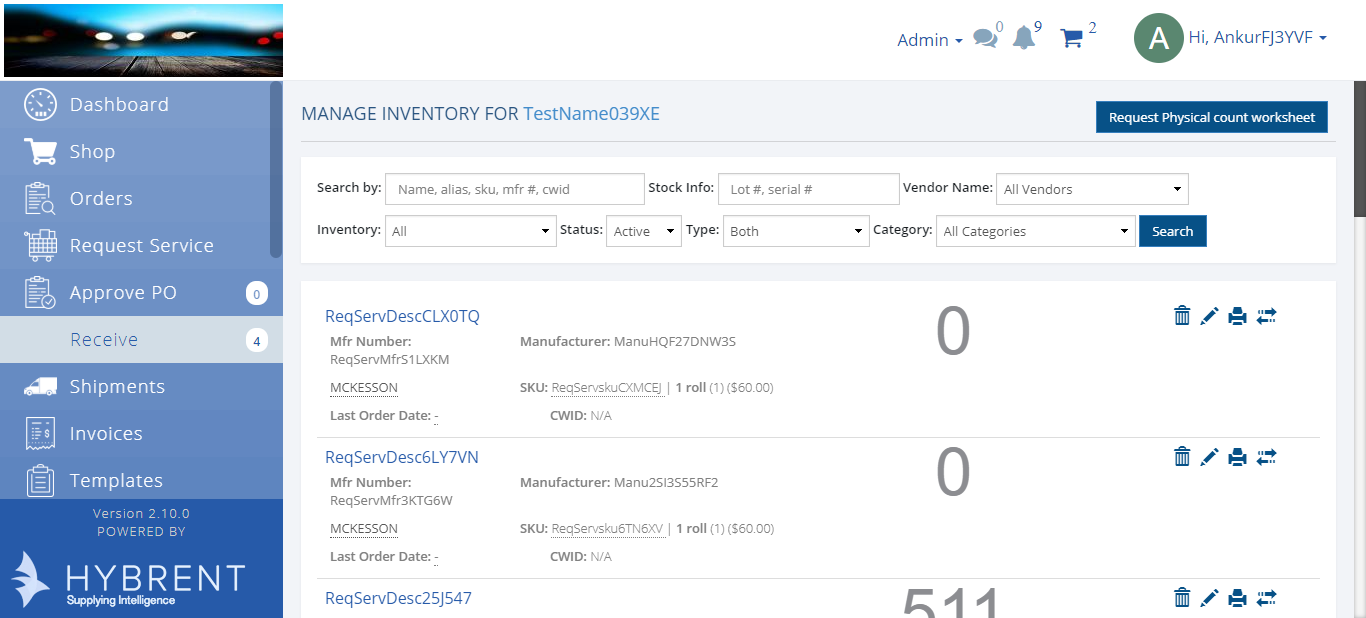 Admin 0 9 2 A Hi, AnkurFJ3YVF
Dashboard
Shop
Orders
Request Service
Approve PO 0
Receive 4
Shipments
Invoices
Templates
Version 2.10.0
POWERED BY
HYBRENT
Supplying Intelligence
MANAGE INVENTORY FOR TestName039XE
Request Physical count worksheet
Search by: Name, alias, sku, mfr #, cwid Stock Info: Lot #, serial # Vendor Name: All Vendors
Inventory: All Status: Active Type: Both Category: All Categories Search
ReqServDescCLX0TQ 0
Mfr Number: Manufacturer: ManuHQF27DNW3S
ReqServMfrS1LXKM
MCKESSON SKU: ReqServskuCXMCEJ | 1 roll (1) ($60.00)
Last Order Date: - CWID: N/A
ReqServDesc6LY7VN 0
Mfr Number: Manufacturer: Manu2SI3S55RF2
ReqServMfr3KTG6W
MCKESSON SKU: ReqServsku6TN6XV | 1 roll (1) ($60.00)
Last Order Date: - CWID: N/A
ReqServDesc25J547 511